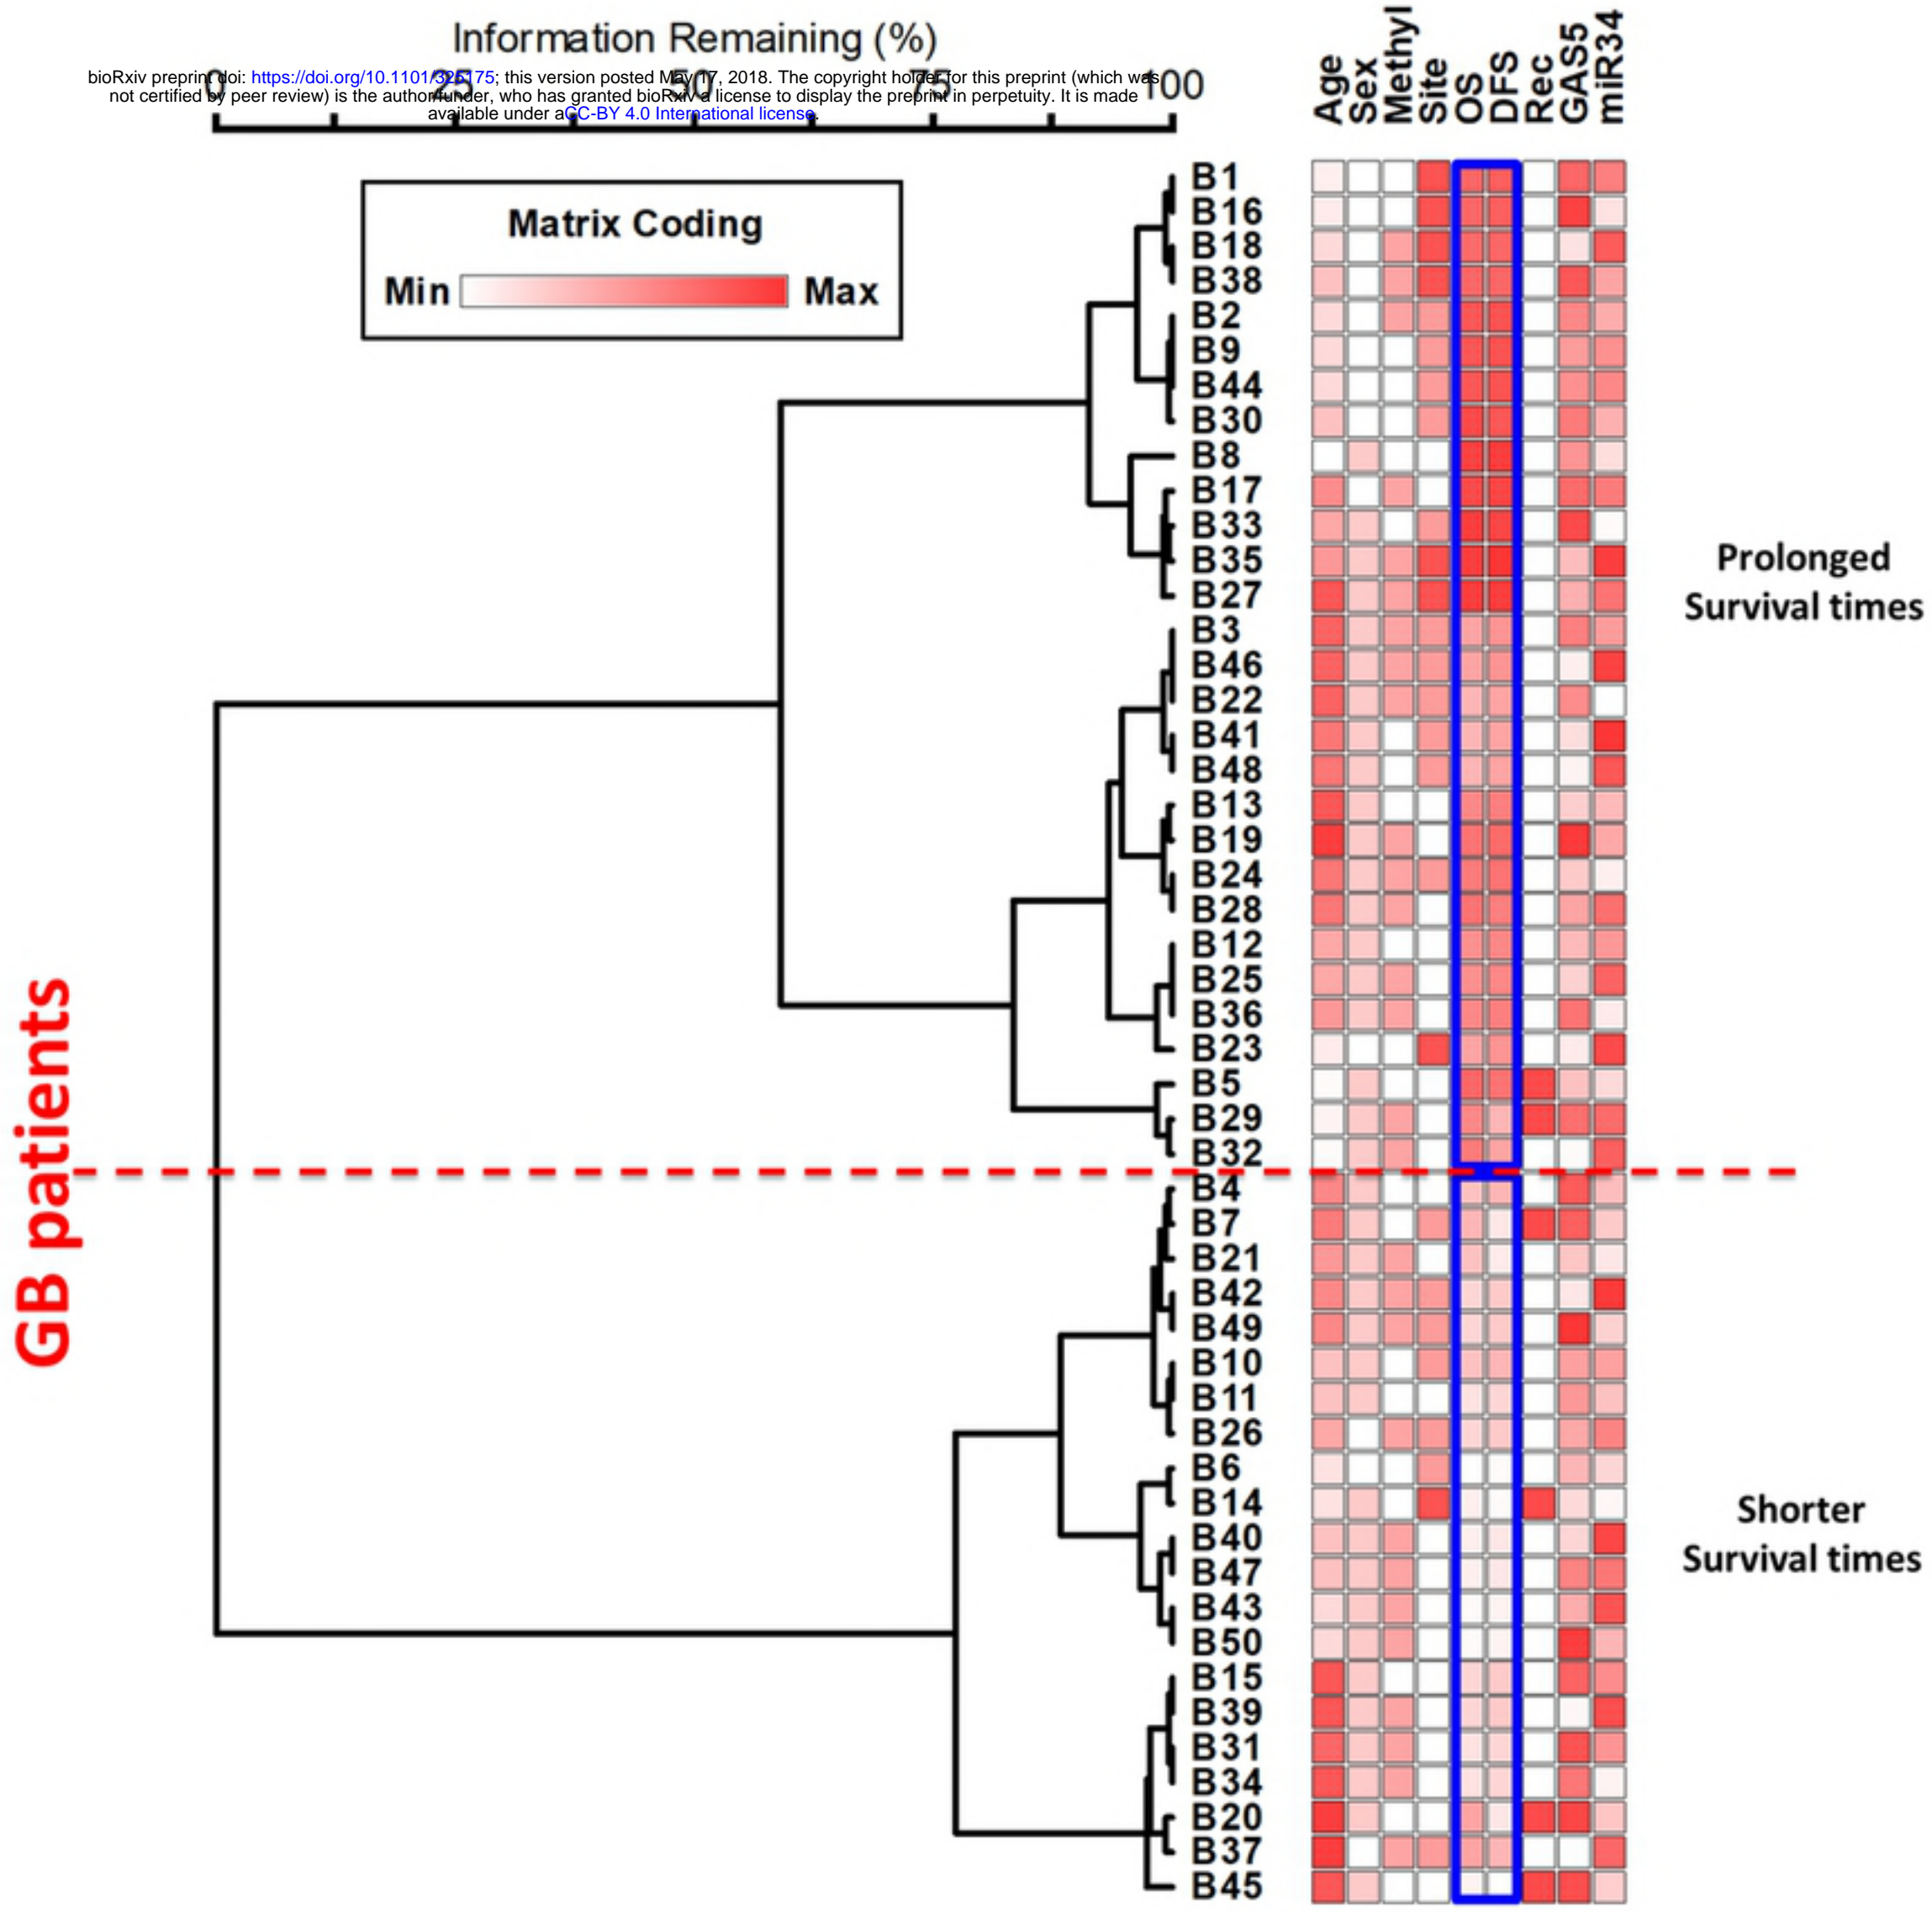 Information Remaining (%)
bioRxiv preprint doi: https://doi.org/10.1101/325175; this version posted May 17, 2018. The copyright holder for this preprint (which was
not certified by peer review) is the author/funder, who has granted bioRxiv a license to display the preprint in perpetuity. It is made
available under aCC-BY 4.0 International license.
0 25 50 75 100
Age Sex Methyl Site OS DFS Rec GAS5 miR34
Matrix Coding
Min Max
B1
B16
B18
B38
B2
B9
B44
B30
B8
B17
B33
B35
B27
B3
B46
B22
B41
B48
B13
B19
B24
B28
B12
B25
B36
B23
B5
B29
B32
B4
B7
B21
B42
B49
B10
B11
B26
B6
B14
B40
B47
B43
B50
B15
B39
B31
B34
B20
B37
B45
Prolonged
Survival times
Shorter
Survival times
GB patients